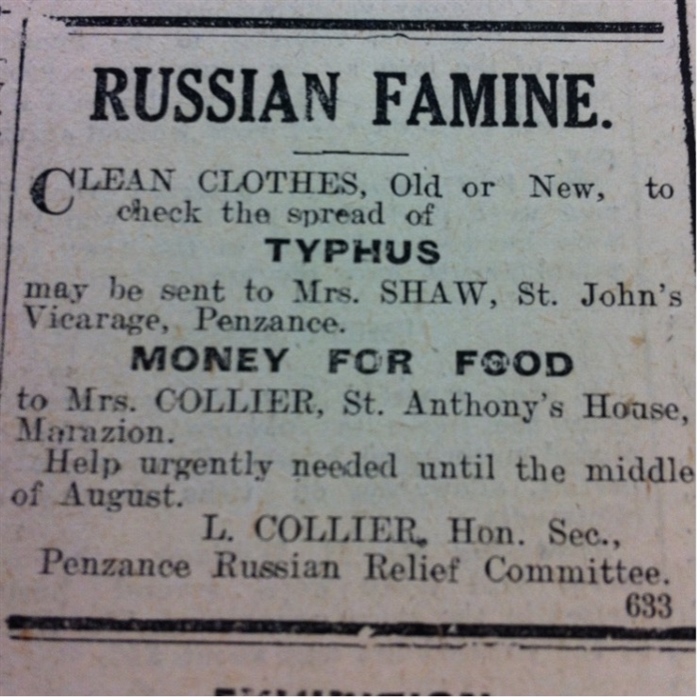 RUSSIAN FAMINE.
CLEAN CLOTHES, Old or New, to
check the spread of
TYPHUS
may be sent to Mrs. SHAW, St. John's
Vicarage, Penzance.
MONEY FOR FOOD
to Mrs. COLLIER, St. Anthony's House,
Marazion.
Help urgently needed until the middle
of August.
L. COLLIER, Hon. Sec.,
Penzance Russian Relief Committee.
633